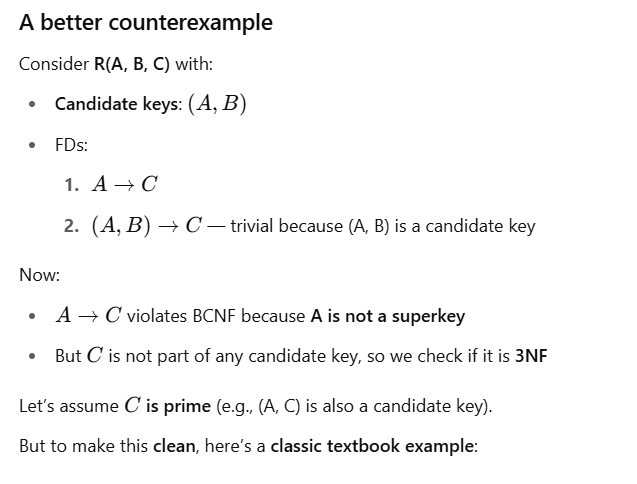 A better counterexample
Consider R(A, B, C) with:
• Candidate keys: (A, B)
• FDs:
1. A → C
2. (A, B) → C — trivial because (A, B) is a candidate key
Now:
• A → C violates BCNF because A is not a superkey
• But C is not part of any candidate key, so we check if it is 3NF
Let's assume C is prime (e.g., (A, C) is also a candidate key).
But to make this clean, here's a classic textbook example: